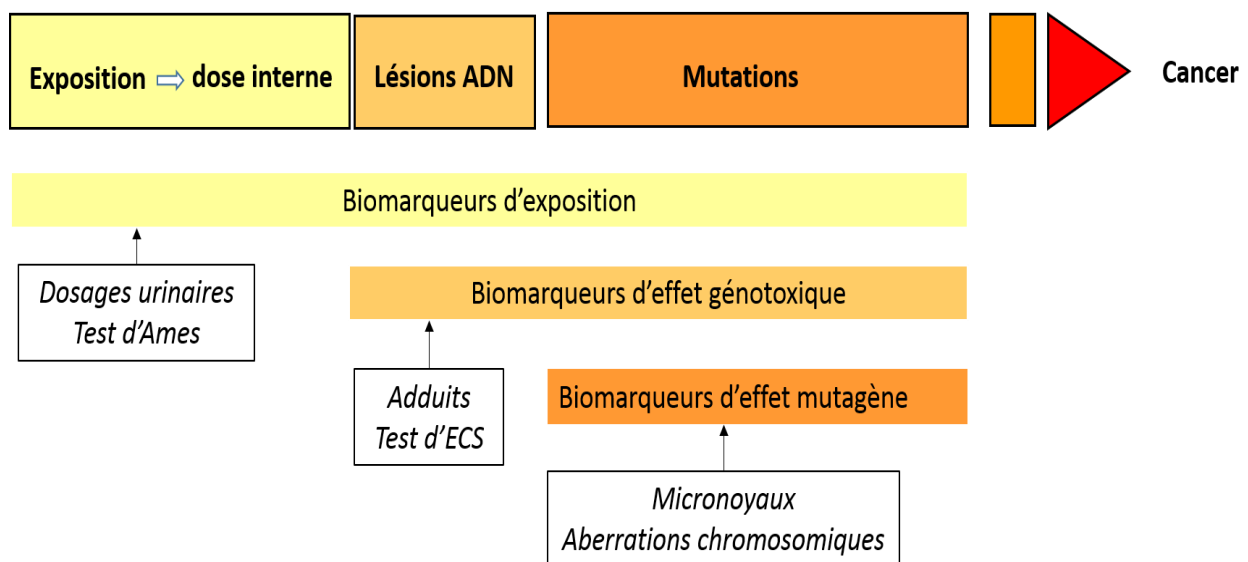 Exposition ⇨ dose interne
Lésions ADN
Mutations
Cancer
Biomarqueurs d’exposition
Dosages urinaires
Test d’Ames
Biomarqueurs d’effet génotoxique
Adduits
Test d’ECS
Biomarqueurs d’effet mutagène
Micronoyaux
Aberrations chromosomiques